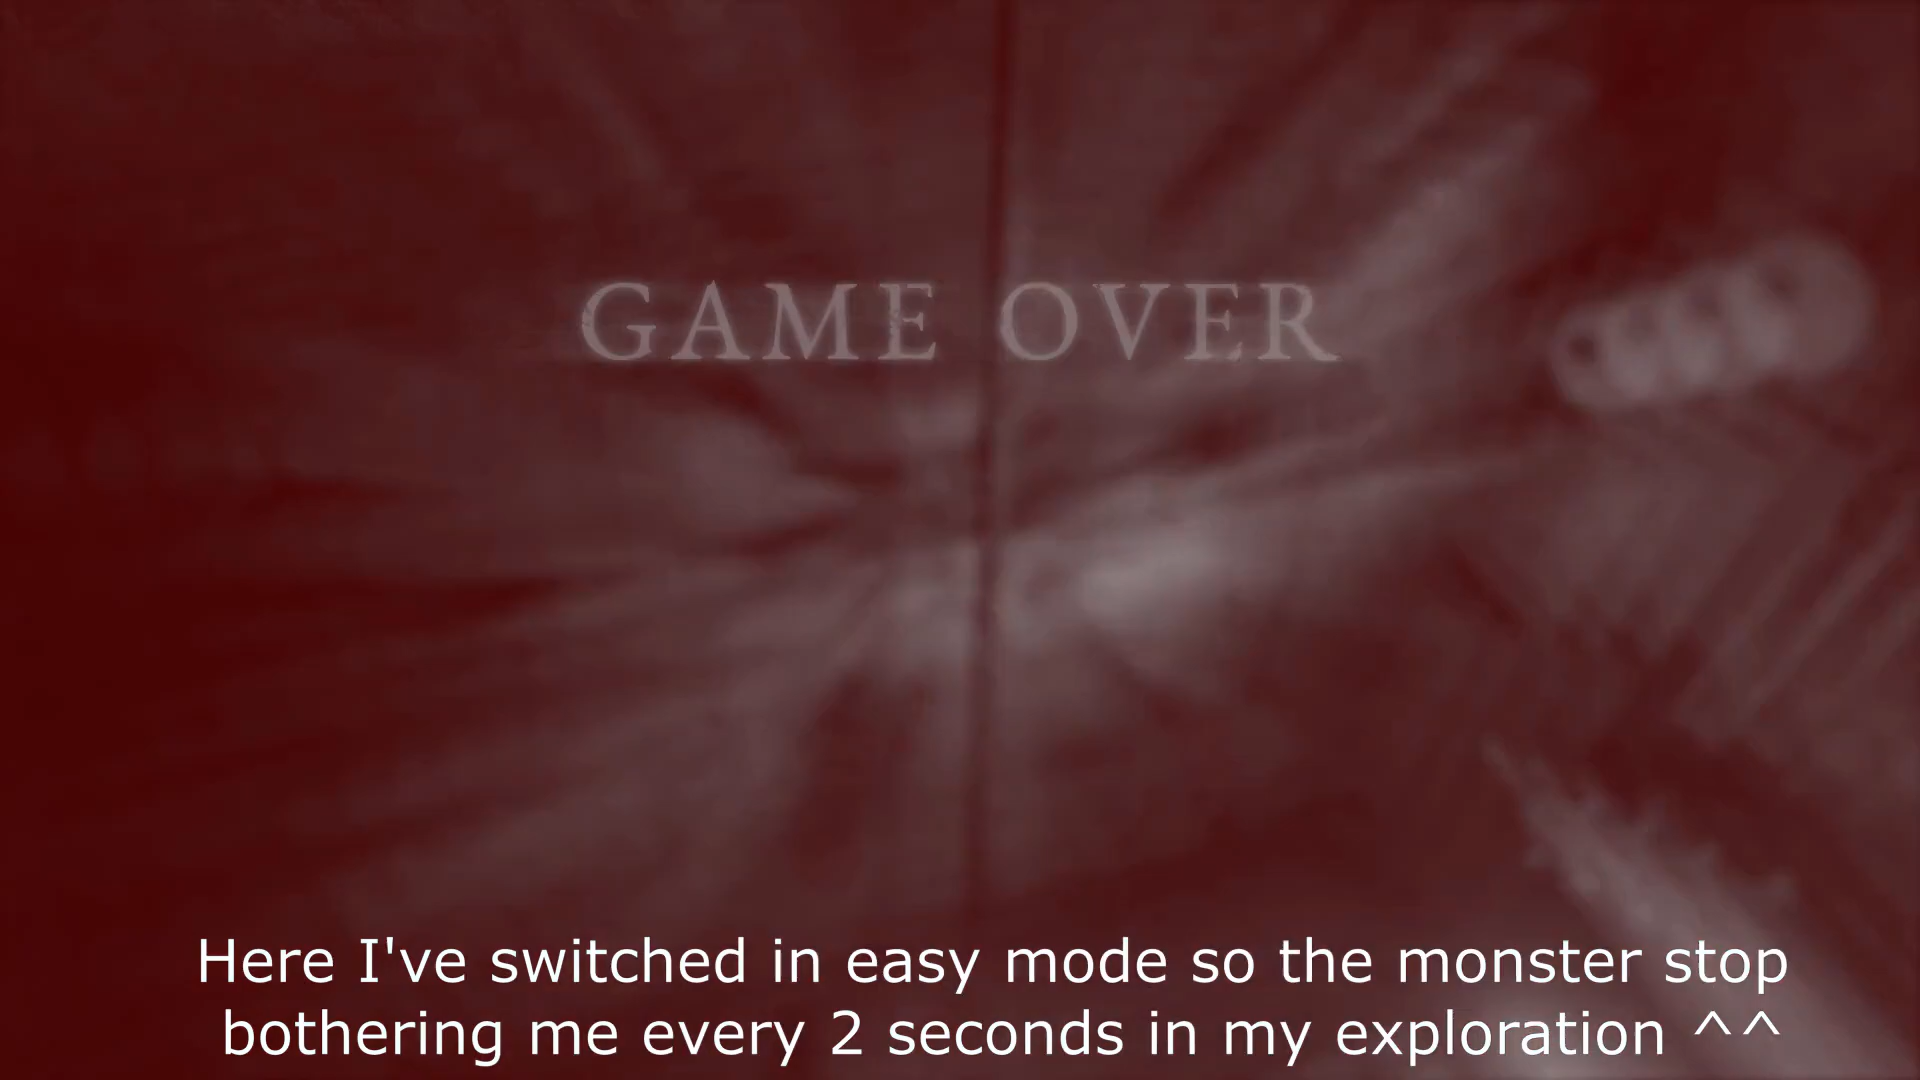 GAME OVER
Here I've switched in easy mode so the monster stop
bothering me every 2 seconds in my exploration ^^